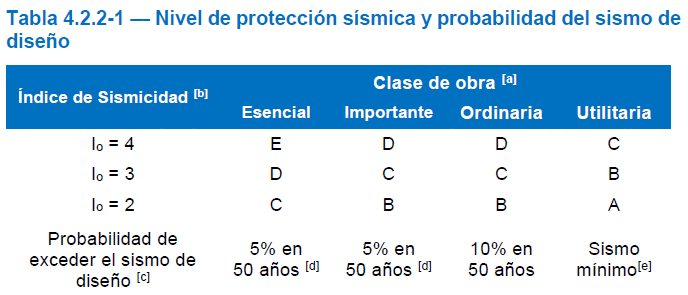 Tabla 4.2.2-1 — Nivel de protección sísmica y probabilidad del sismo de
diseño
Índice de Sismicidad [b]
Clase de obra [a]
Esencial Importante Ordinaria Utilitaria
Io = 4 E D D C
Io = 3 D C C B
Io = 2 C B B A
Probabilidad de
exceder el sismo de
diseño [c]
5% en
50 años [d]
5% en
50 años [d]
10% en
50 años
Sismo
mínimo[e]